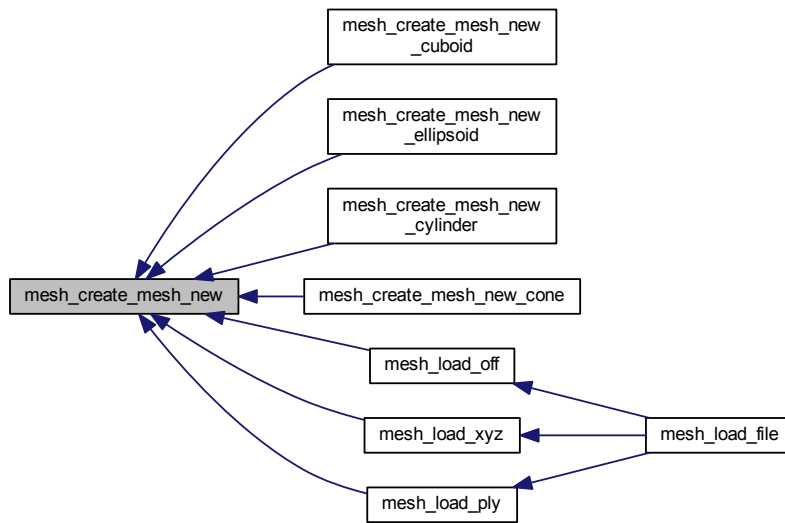 mesh_create_mesh_new
_cuboid
mesh_create_mesh_new
_ellipsoid
mesh_create_mesh_new
_cylinder
mesh_create_mesh_new
mesh_create_mesh_new_cone
mesh_load_off
mesh_load_xyz
mesh_load_file
mesh_load_ply